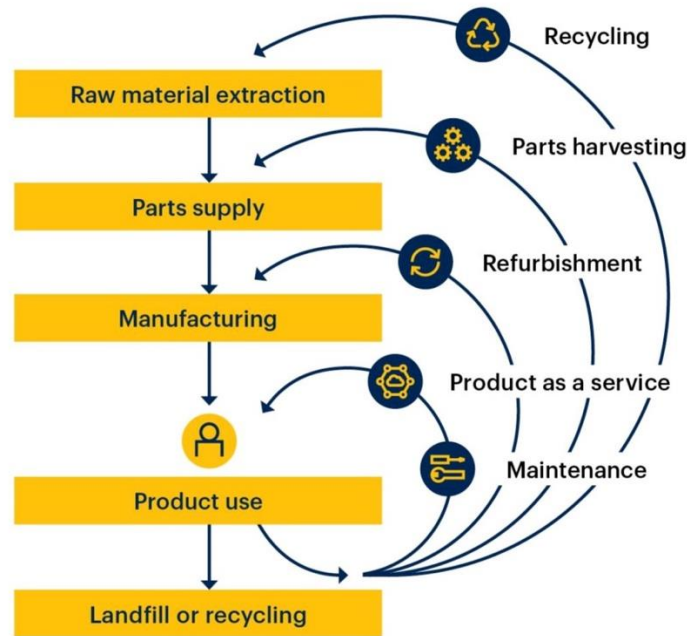 Recycling
Raw material extraction
Parts harvesting
Parts supply
Refurbishment
Manufacturing
Product as a service
Maintenance
Product use
Landfill or recycling